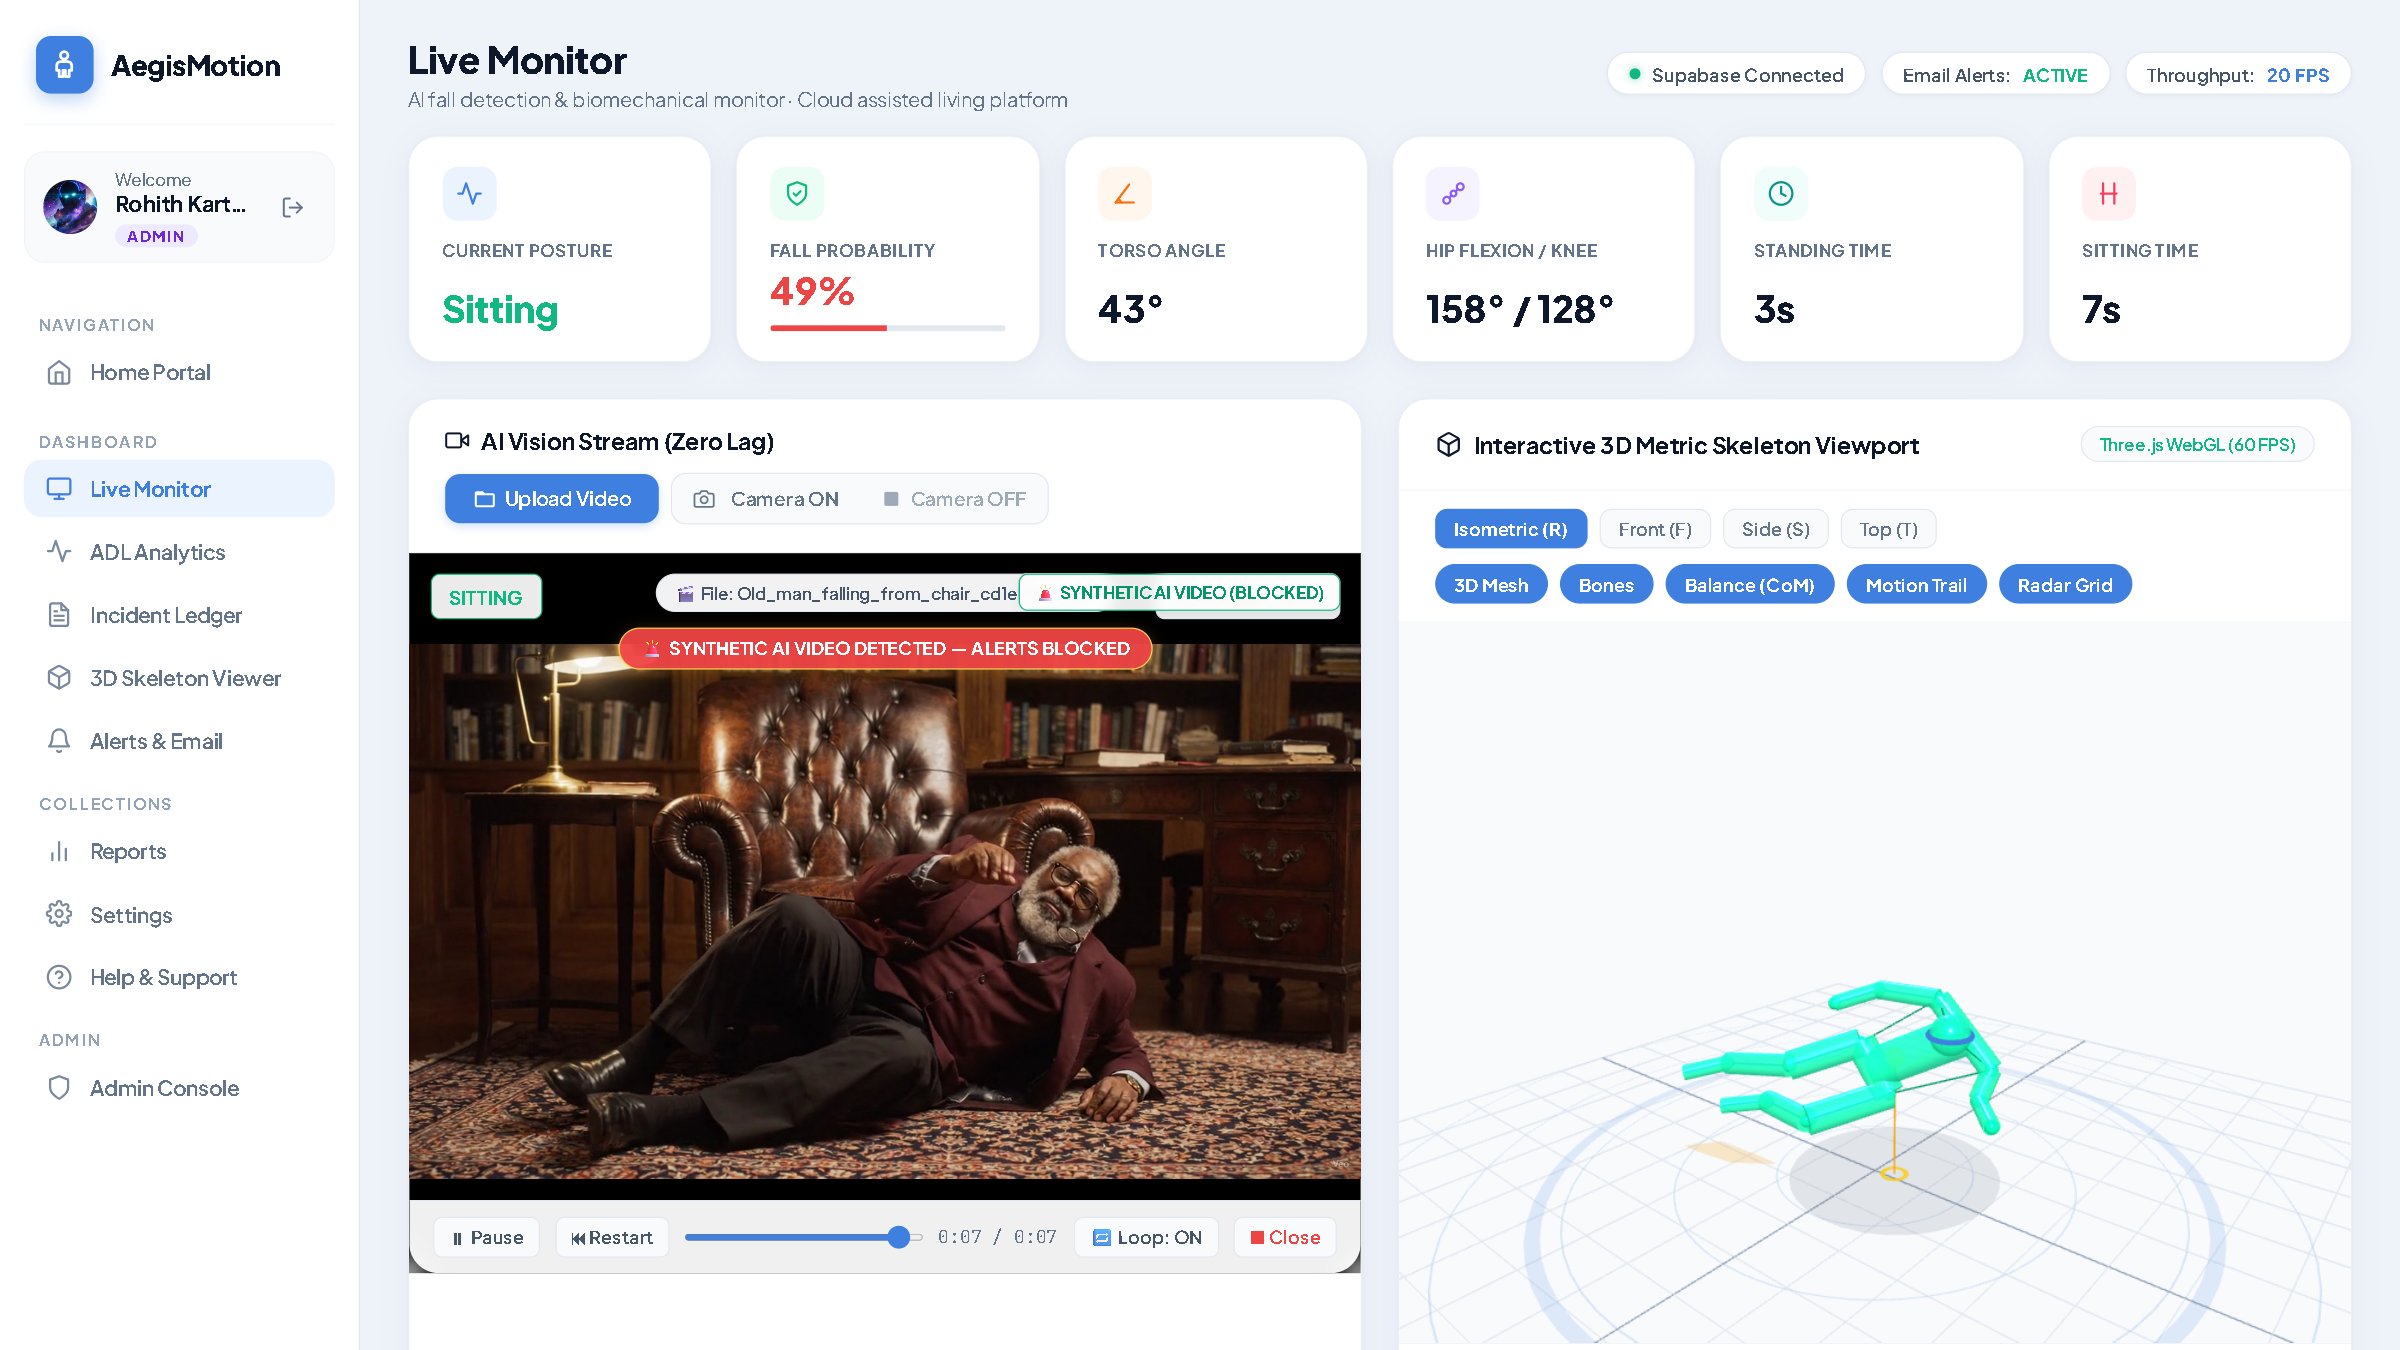 AegisMotion
Welcome
Rohith Kart...
ADMIN
NAVIGATION
Home Portal
DASHBOARD
Live Monitor
ADL Analytics
Incident Ledger
3D Skeleton Viewer
Alerts & Email
COLLECTIONS
Reports
Settings
Help & Support
ADMIN
Admin Console
Live Monitor
AI fall detection & biomechanical monitor · Cloud assisted living platform
Supabase Connected
Email Alerts: ACTIVE
Throughput: 20 FPS
CURRENT POSTURE
Sitting
FALL PROBABILITY
49%
TORSO ANGLE
43°
HIP FLEXION / KNEE
158° / 128°
STANDING TIME
3s
SITTING TIME
7s
AI Vision Stream (Zero Lag)
Upload Video
Camera ON
Camera OFF
SITTING
File: Old_man_falling_from_chair_cd1e
SYNTHETIC AI VIDEO (BLOCKED)
SYNTHETIC AI VIDEO DETECTED — ALERTS BLOCKED
Veo
Pause
Restart
0:07 / 0:07
Loop: ON
Close
Interactive 3D Metric Skeleton Viewport
Three.js WebGL (60 FPS)
Isometric (R)
Front (F)
Side (S)
Top (T)
3D Mesh
Bones
Balance (CoM)
Motion Trail
Radar Grid